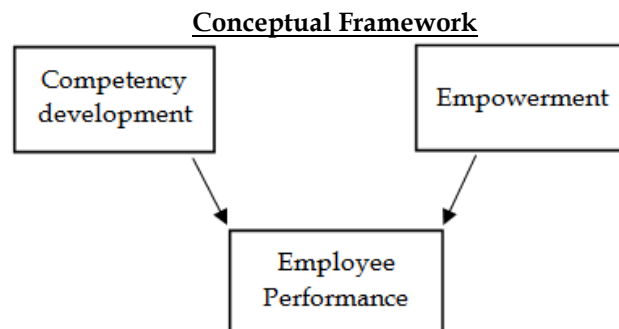 Conceptual Framework
Competency
development
Empowerment
Employee
Performance